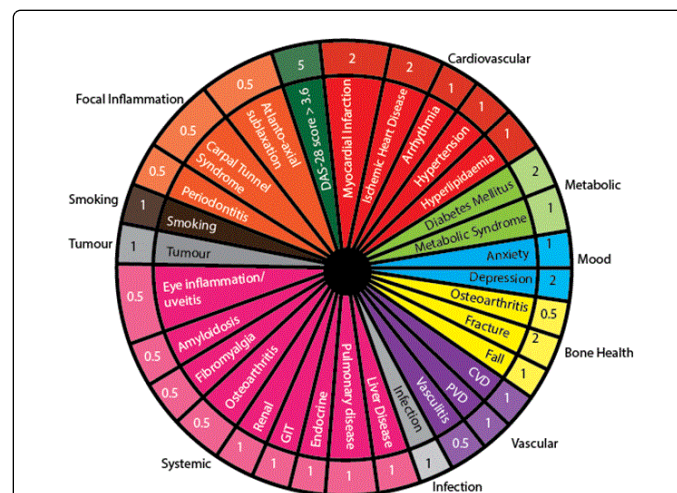 Cardiovascular
Metabolic
Mood
Bone Health
Vascular
Infection
Systemic
Tumour
Smoking
Focal Inflammation
5
DAS-28 score > 3.6
2
Myocardial Infarction
2
Ischemic Heart Disease
1
Arrhythmia
1
Hypertension
1
Hyperlipidaemia
2
Diabetes Mellitus
1
Metabolic Syndrome
1
Anxiety
2
Depression
0.5
Osteoarthritis
2
Fracture
1
Fall
1
CVD
1
PVD
0.5
Vasculitis
1
Infection
1
Liver Disease
1
Pulmonary disease
1
Endocrine
1
GIT
1
Renal
0.5
Osteoarthritis
0.5
Fibromyalgia
0.5
Amyloidosis
0.5
Eye inflammation/
uveitis
1
Tumour
1
Smoking
0.5
Periodontitis
0.5
Carpal Tunnel
Syndrome
0.5
Atlanto-axial
sublaxation